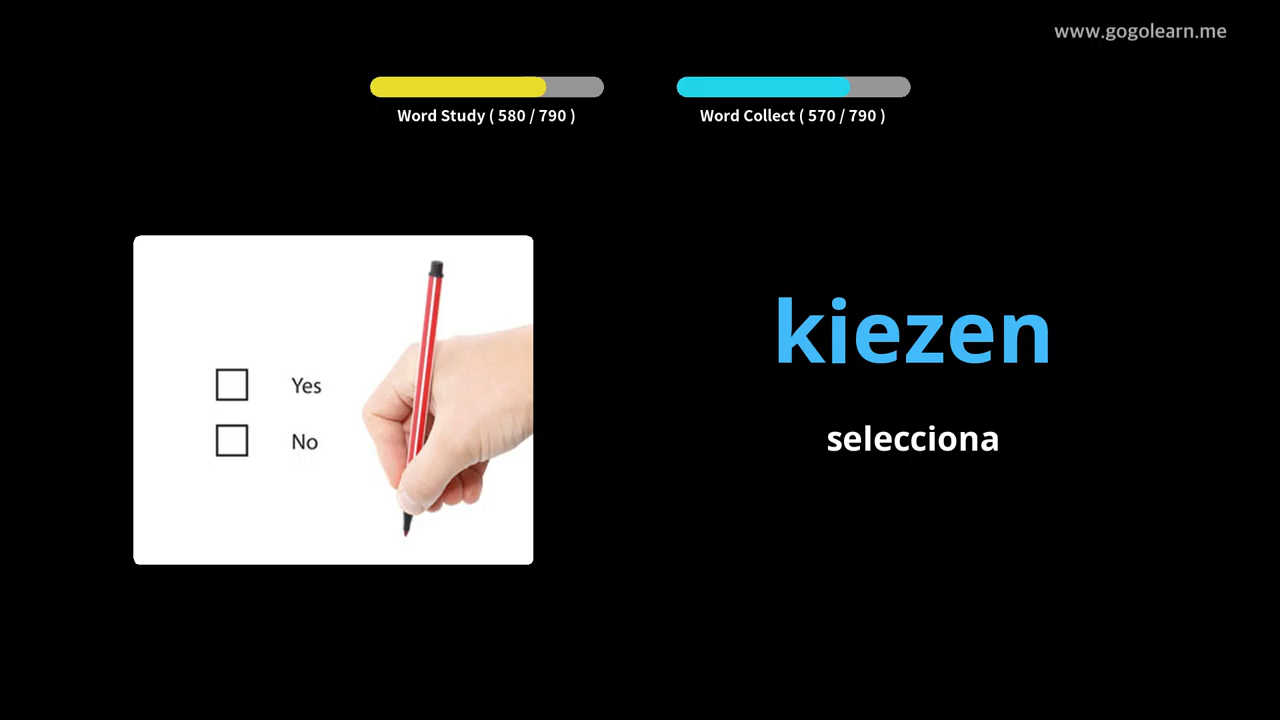 www.gogolearn.me
Word Study ( 580 / 790 )
Word Collect ( 570 / 790 )
kiezen
selecciona
Yes
No